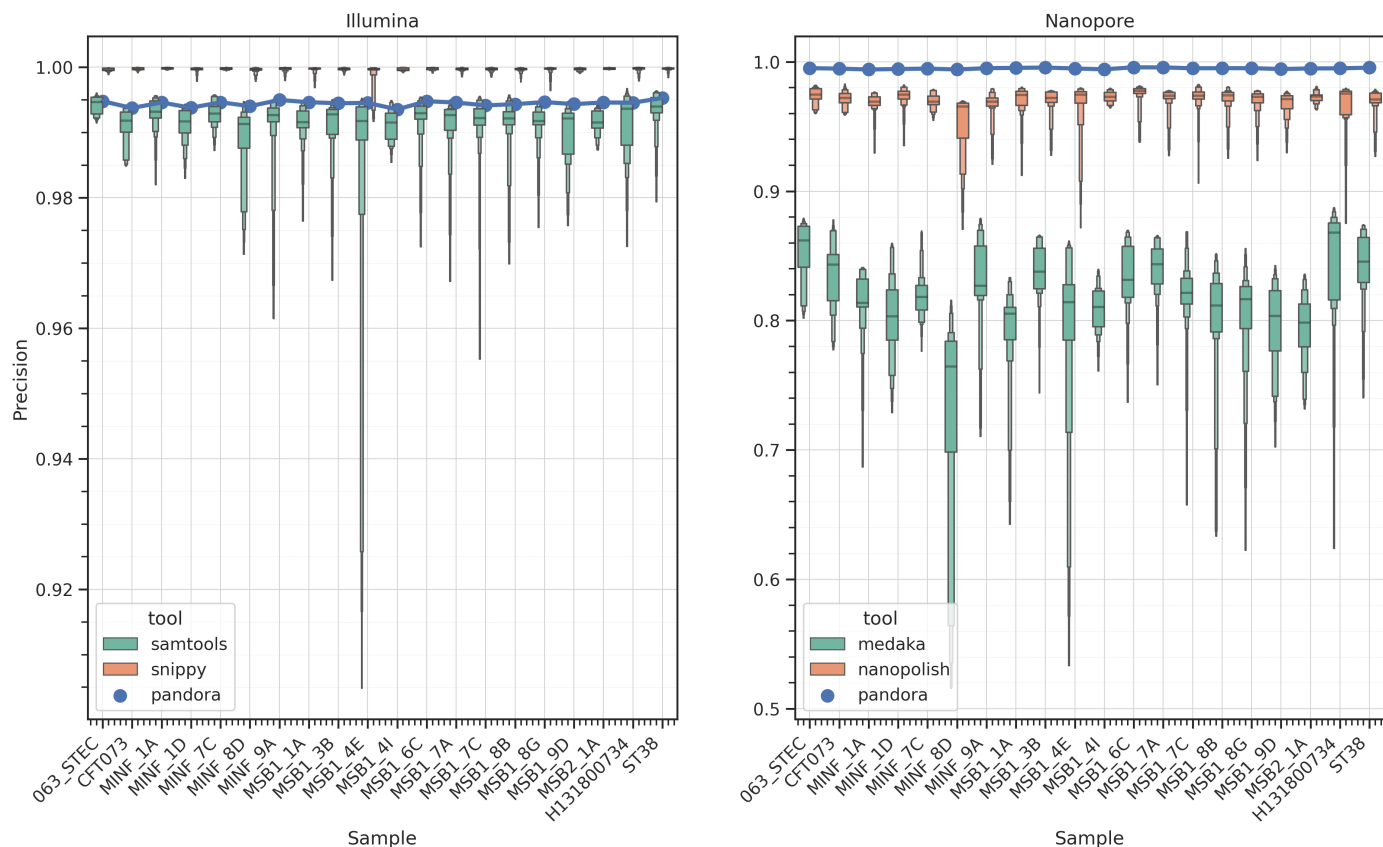 Illumina
Precision
1.00
0.98
0.96
0.94
0.92
tool
samtools
snippy
pandora
063_STEC
CFT073
MINF_1A
MINF_1D
MINF_7C
MINF_8D
MINF_9A
MSB1_1A
MSB1_3B
MSB1_4E
MSB1_4I
MSB1_6C
MSB1_7A
MSB1_7C
MSB1_8B
MSB1_8G
MSB1_9D
MSB2_1A
H131800734
ST38
Sample
Nanopore
1.0
0.9
0.8
0.7
0.6
0.5
tool
medaka
nanopolish
pandora
063_STEC
CFT073
MINF_1A
MINF_1D
MINF_7C
MINF_8D
MINF_9A
MSB1_1A
MSB1_3B
MSB1_4E
MSB1_4I
MSB1_6C
MSB1_7A
MSB1_7C
MSB1_8B
MSB1_8G
MSB1_9D
MSB2_1A
H131800734
ST38
Sample